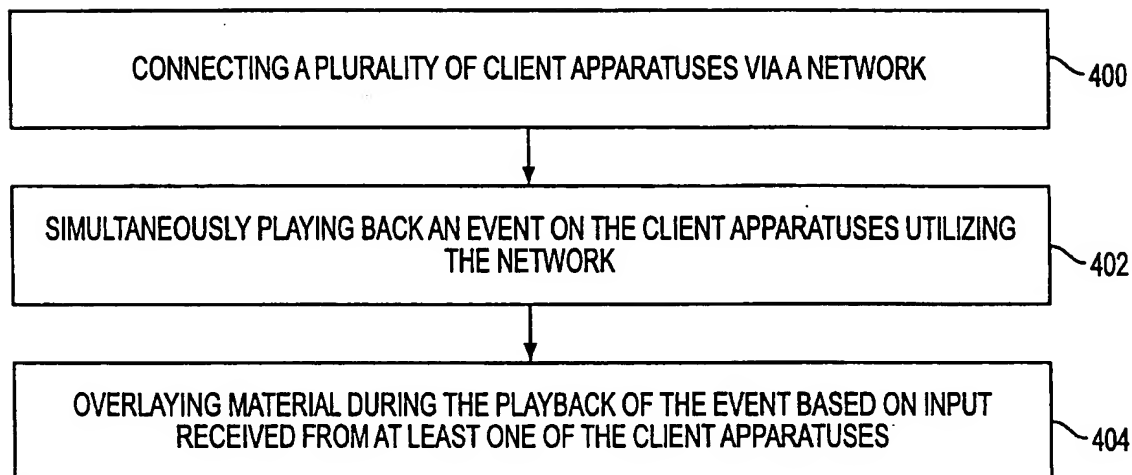 CONNECTING A PLURALITY OF CLIENT APPARATUSES VIA A NETWORK
400
SIMULTANEOUSLY PLAYING BACK AN EVENT ON THE CLIENT APPARATUSES UTILIZING
THE NETWORK
402
OVERLAYING MATERIAL DURING THE PLAYBACK OF THE EVENT BASED ON INPUT
RECEIVED FROM AT LEAST ONE OF THE CLIENT APPARATUSES
404